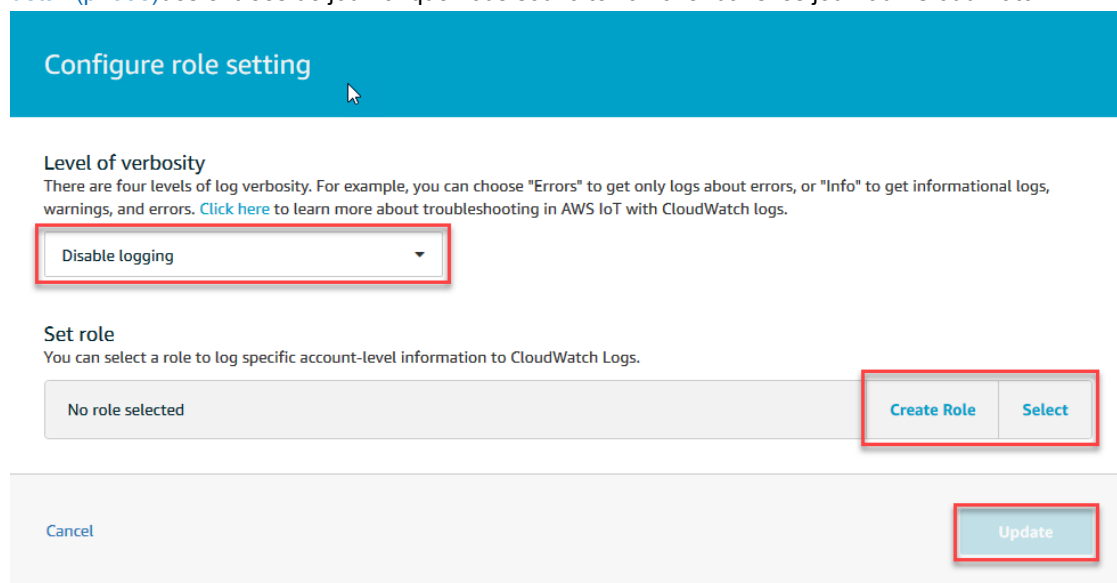 Configure role setting
Level of verbosity
There are four levels of log verbosity. For example, you can choose "Errors" to get only logs about errors, or "Info" to get informational logs,
warnings, and errors. Click here to learn more about troubleshooting in AWS IoT with CloudWatch logs.
Disable logging
Set role
You can select a role to log specific account-level information to CloudWatch Logs.
No role selected
Create Role
Select
Cancel
Update